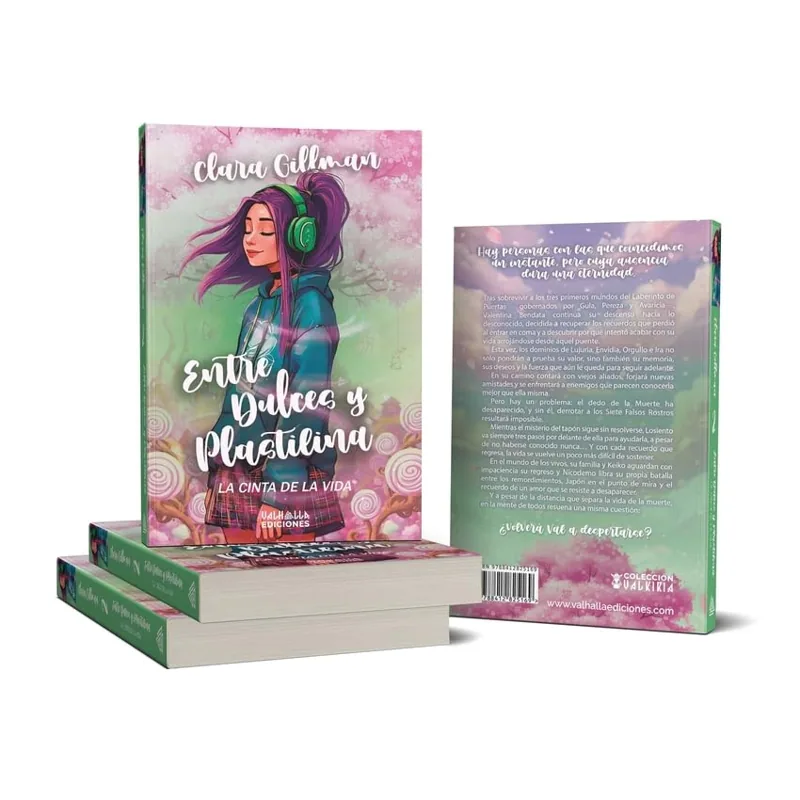 Clara Gillman
Entre
Dulces y
Plastilina
LA CINTA DE LA VIDA
VALHALLA
EDICIONES
Hay personas con las que coincidimos
un instante, pero cuya ausencia
dura una eternidad
Tras sobrevivir a los tres primeros mundos del Laberinto de
Puertas gobernados por Gula, Pereza y Avaricia
Valentina Bendata continúa su descenso hacia lo
desconocido, decidida a recuperar los recuerdos que perdió
al entrar en coma y a descubrir por qué intentó acabar con su
vida arrojándose desde aquel puente.
Esta vez, los dominios de Lujuria, Envidia, Orgullo e Ira no
solo pondrán a prueba su valor, sino también su memoria,
sus deseos y la fuerza que aún le queda para seguir adelante.
En su camino contará con viejos aliados, forjará nuevas
amistades y se enfrentará a enemigos que parecen conocerla
mejor que ella misma.
Pero hay un problema: el dedo de la Muerte ha
desaparecido, y sin él, derrotar a los Siete Falsos Rostros
resultará imposible.
Mientras el misterio del tapón sigue sin resolverse, Losiento
va siempre tres pasos por delante de ella para ayudarla, a pesar
de no haberse conocido nunca... Y con cada recuerdo que
regresa, la vida se vuelve un poco más difícil de sostener.
En el mundo de los vivos, su familia y Keiko aguardan con
impaciencia su regreso y Nicodemo libra su propia batalla
entre los remordimientos, Japón en el punto de mira y el
recuerdo de un amor que se resiste a desaparecer.
Y a pesar de la distancia que separa la vida de la muerte,
en la mente de todos resuena una misma cuestión:
¿Volverá Val a despertarse?
COLECCIÓN
VALKIRIA
www.valhallaediciones.com